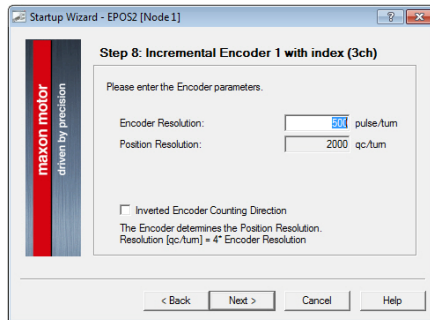 Startup Wizard - EPOS2 [Node 1]
Step 8: Incremental Encoder 1 with index (3ch)
maxon motor
driven by precision
Please enter the Encoder parameters.
Encoder Resolution: 500 pulse/turn
Position Resolution: 2000 qc/turn
Inverted Encoder Counting Direction
The Encoder determines the Position Resolution.
Resolution [qc/turn] = 4* Encoder Resolution
< Back Next > Cancel Help